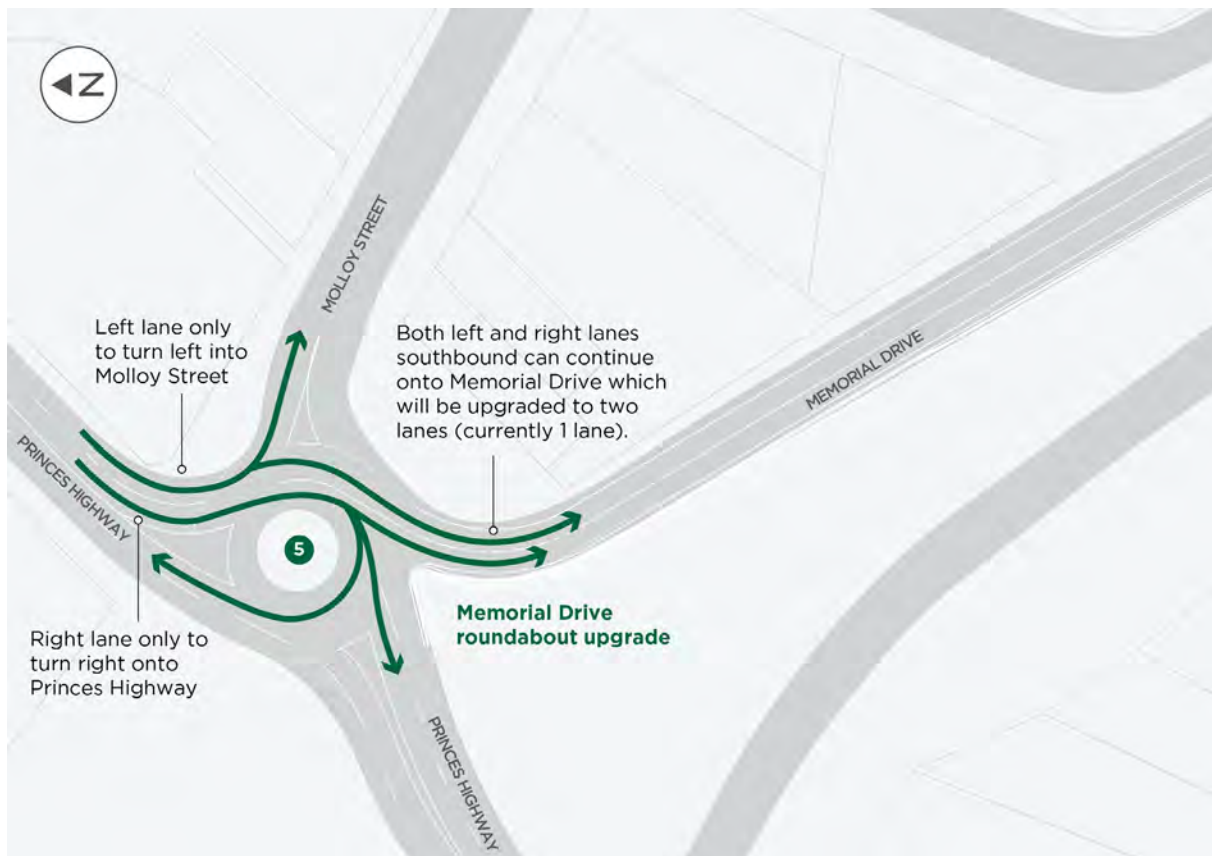 N
MOLLOY STREET
Left lane only
to turn left into
Molloy Street
Both left and right lanes
southbound can continue
onto Memorial Drive which
will be upgraded to two
lanes (currently 1 lane).
MEMORIAL DRIVE
PRINCES HIGHWAY
5
Memorial Drive
roundabout upgrade
Right lane only to
turn right onto
Princes Highway
PRINCES HIGHWAY